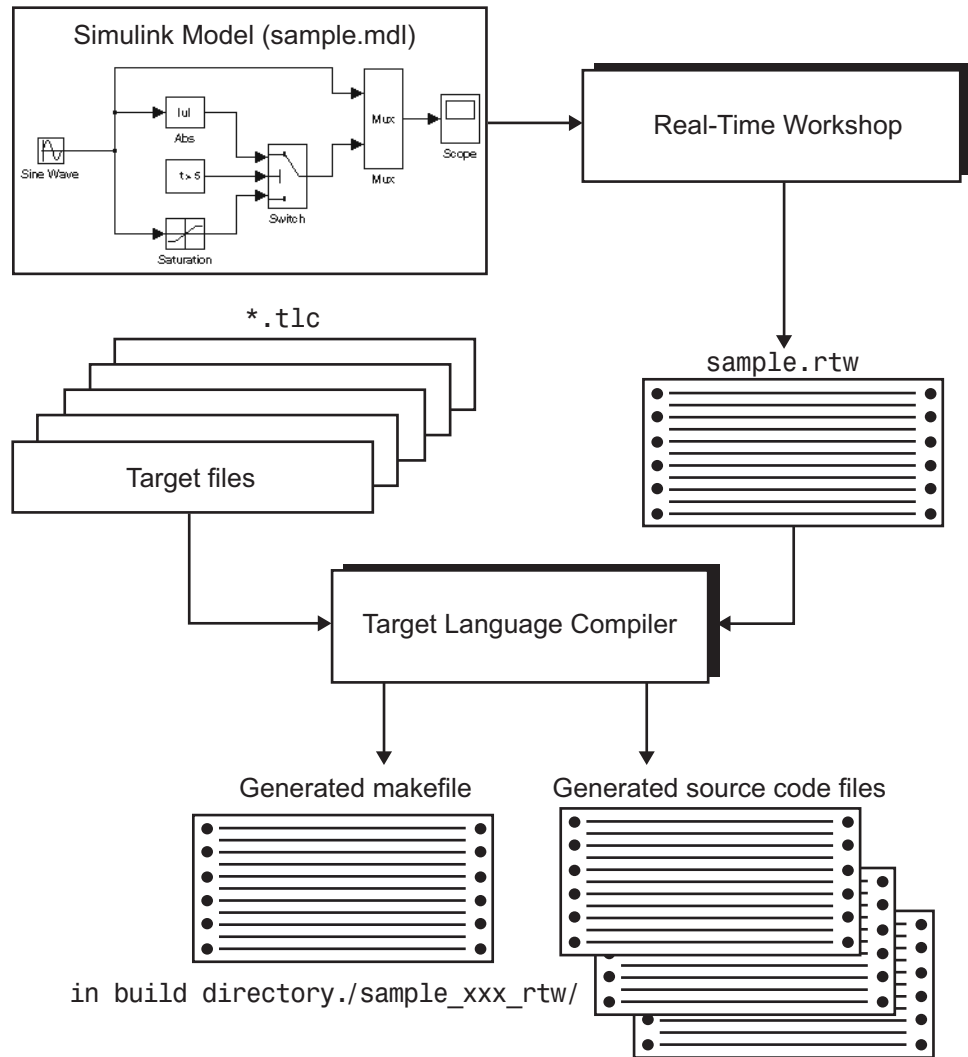 Simulink Model (sample.mdl)
|u|
Abs
Mux
Mux
Scope
Sine Wave
t> 5
Switch
Saturation
Real-Time Workshop
*.tlc
Target files
sample.rtw
Target Language Compiler
Generated makefile
Generated source code files
in build directory./sample_xxx_rtw/